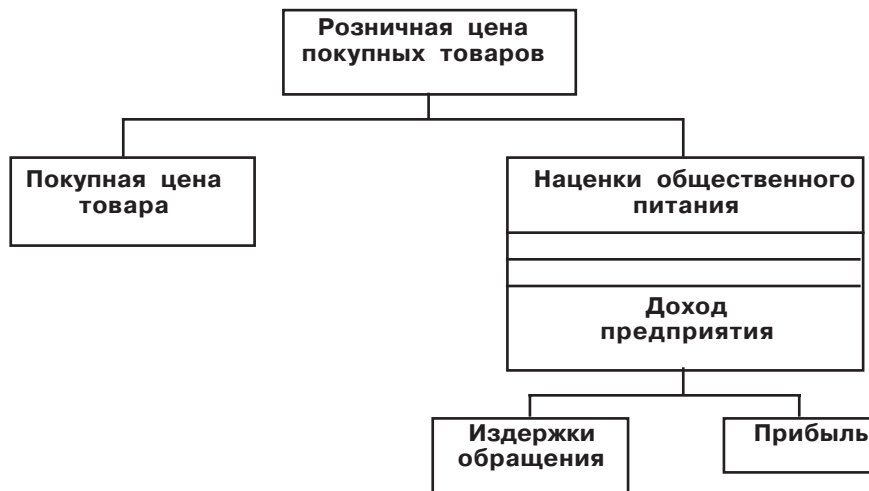 Розничная цена
покупных товаров
Покупная цена
товара
Наценки общественного
питания
Доход
предприятия
Издержки
обращения
Прибыль